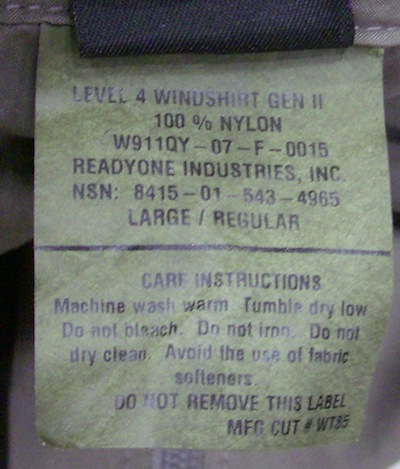 LEVEL 4 WINDSHIRT GEN II
100 % NYLON
W911QY-07-F-0015
READYONE INDUSTRIES, INC.
NSN: 8415-01-543-4965
LARGE / REGULAR
CARE INSTRUCTIONS
Machine wash warm Tumble dry low
Do not bleach. Do not iron. Do not
dry clean. Avoid the use of fabric
softeners.
DO NOT REMOVE THIS LABEL
MFG CUT # WT85